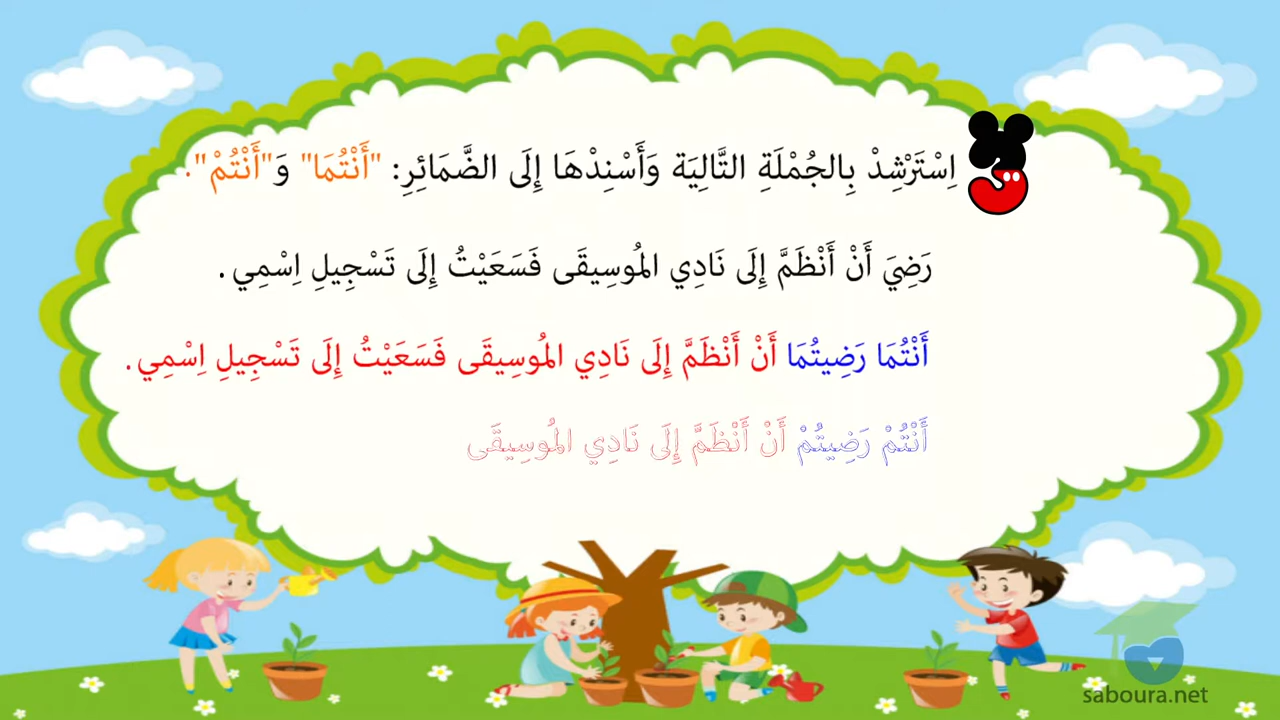 اِسْتَرْشِدْ بِالجُمْلَةِ التَّالِيَة وَأَسْنِدْهَا إِلَى الضَّمَائِرِ: "أَنْتُمَا" وَ"أَنْتُمْ".
رَضِيَ أَنْ أَنْظَمَّ إِلَى نَادِي المُوسِيقَى فَسَعَيْتُ إِلَى تَسْجِيلِ اِسْمِي.
أَنْتُمَا رَضِيتُمَا أَنْ أَنْظَمَّ إِلَى نَادِي المُوسِيقَى فَسَعَيْتُ إِلَى تَسْجِيلِ اِسْمِي.
أَنْتُمْ رَضِيتُمْ أَنْ أَنْظَمَّ إِلَى نَادِي المُوسِيقَى
saboura.net